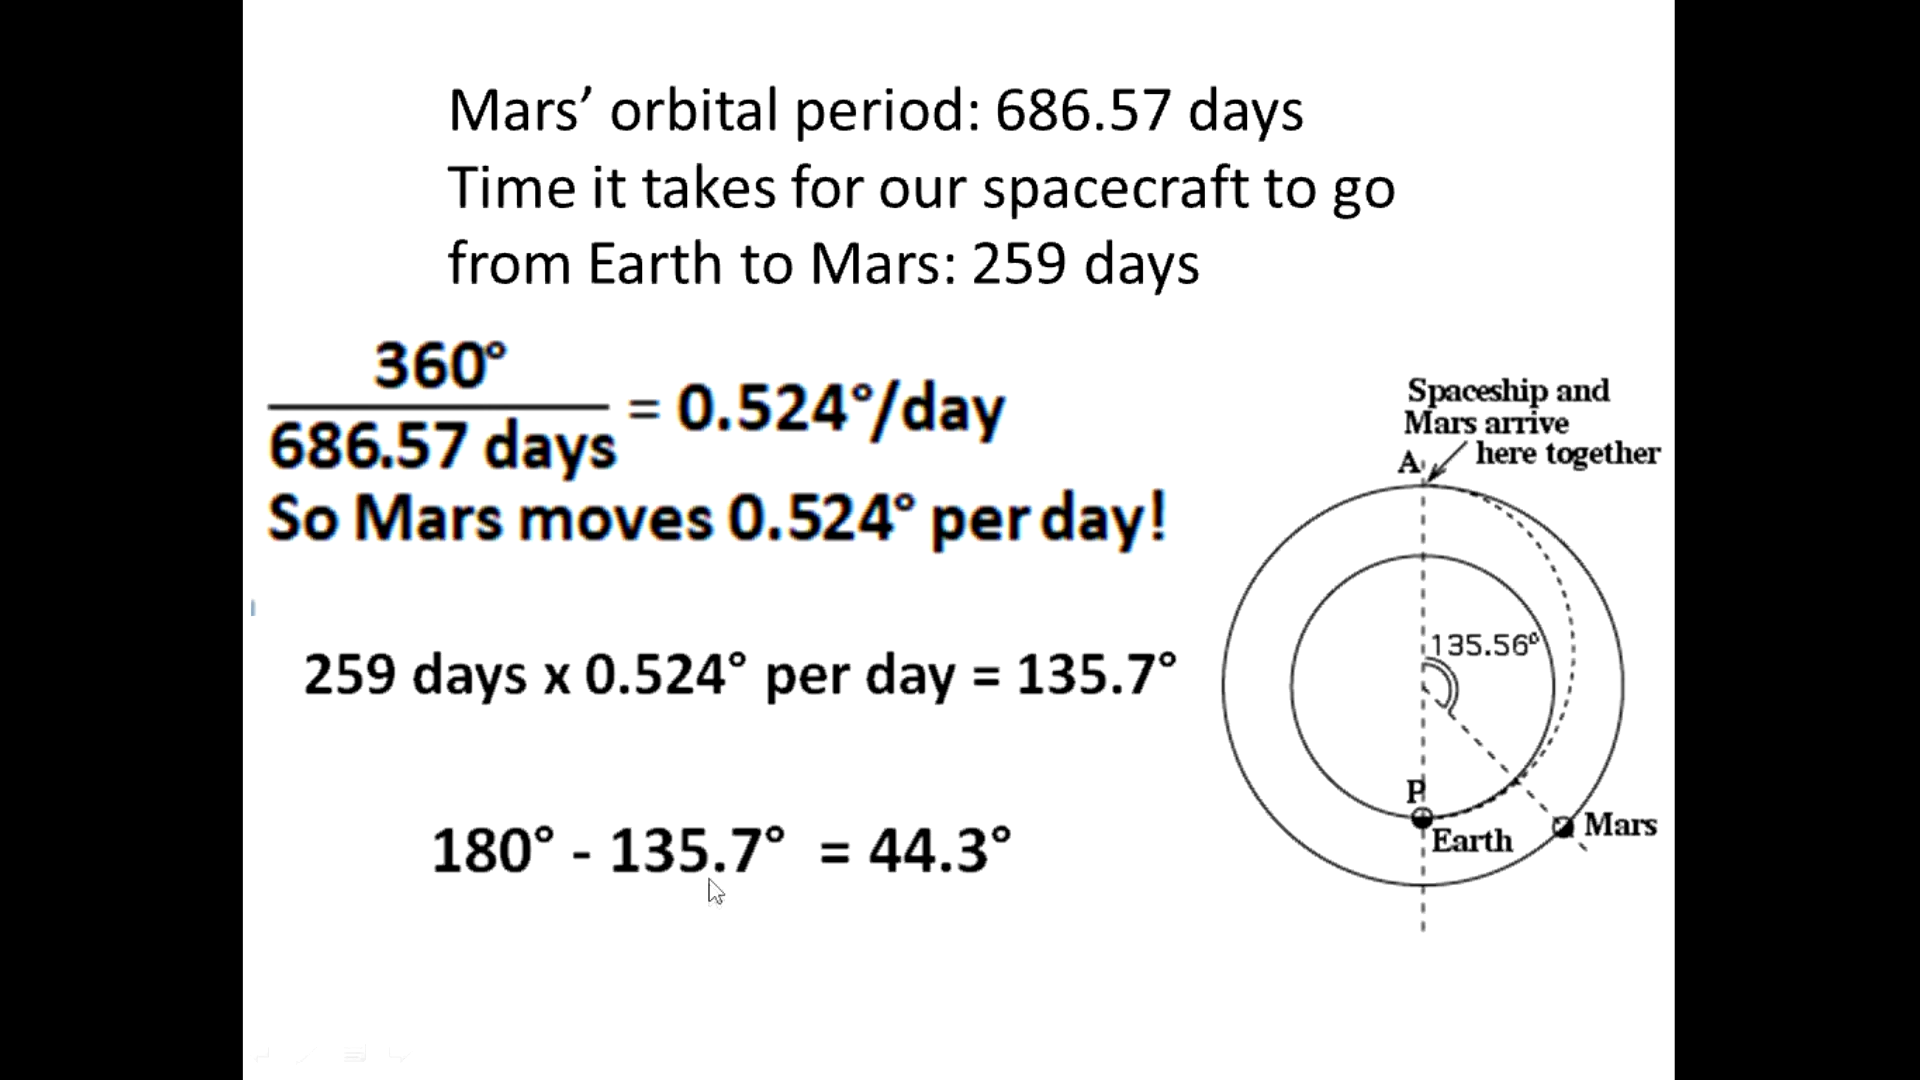 Mars’ orbital period: 686.57 days
Time it takes for our spacecraft to go
from Earth to Mars: 259 days
360°
686.57 days
= 0.524°/day
So Mars moves 0.524° per day!
259 days x 0.524° per day = 135.7°
180° - 135.7° = 44.3°
Spaceship and
Mars arrive
here together
A
135.56°
P
Earth
Mars